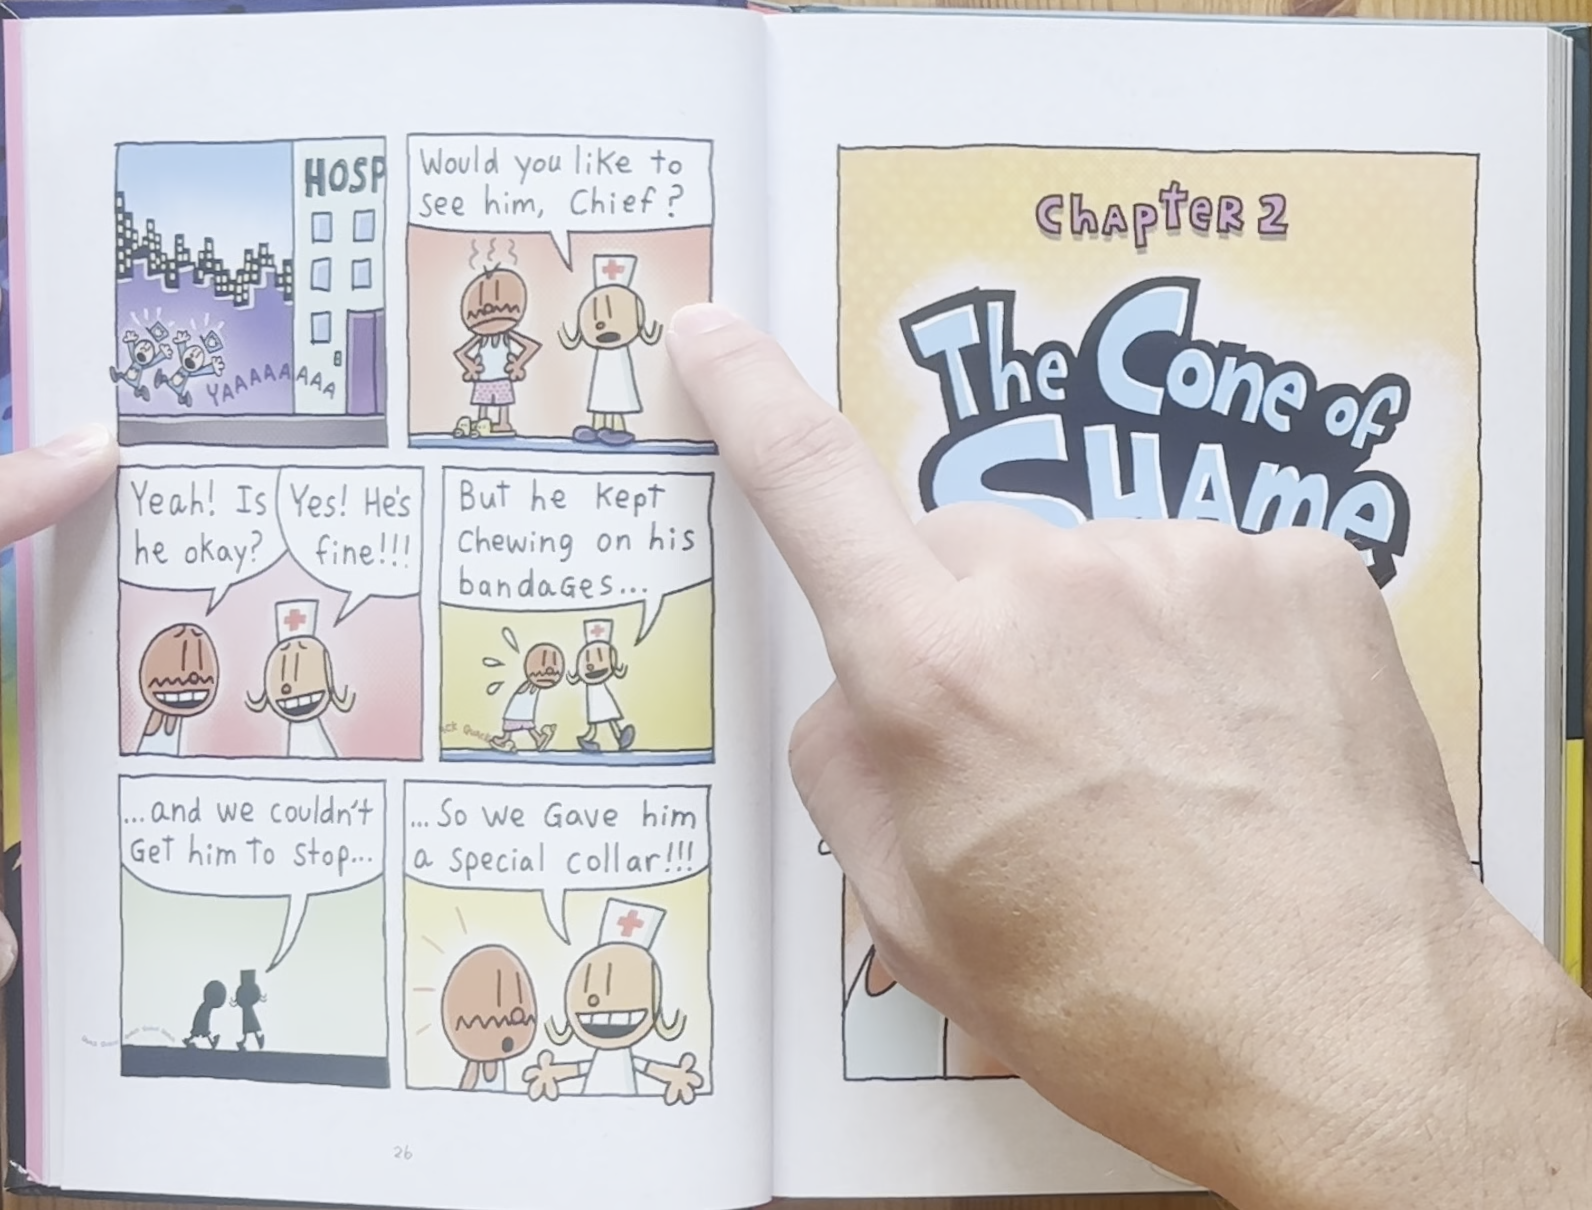 HOSP
YAAAAAAAA
Would you like to
see him, Chief?
Yeah! Is
he okay?
Yes! He's
fine!!!
But he kept
chewing on his
bandages...
...and we couldn't
Get him to stop...
...So we Gave him
a special collar!!!
26
Chapter 2
The Cone of
SHAme